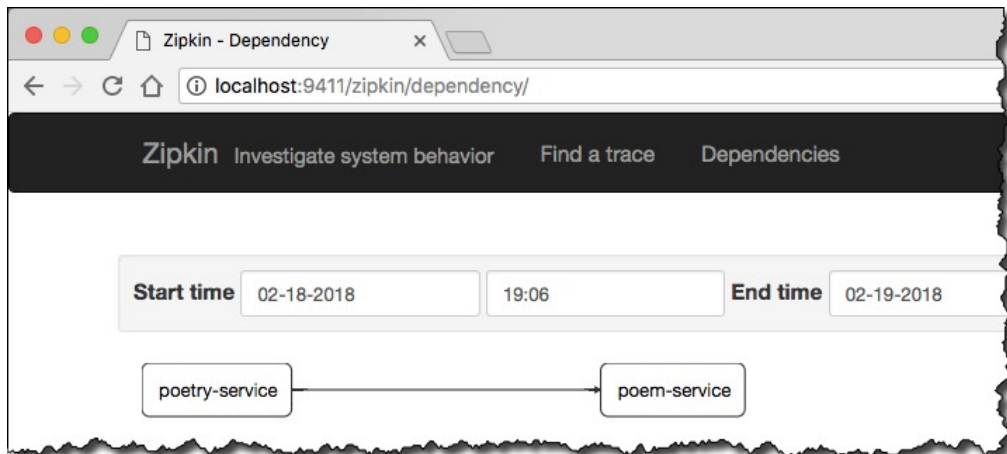 Zipkin - Dependency
localhost:9411/zipkin/dependency/
Zipkin Investigate system behavior Find a trace Dependencies
Start time 02-18-2018 19:06 End time 02-19-2018
poetry-service poem-service